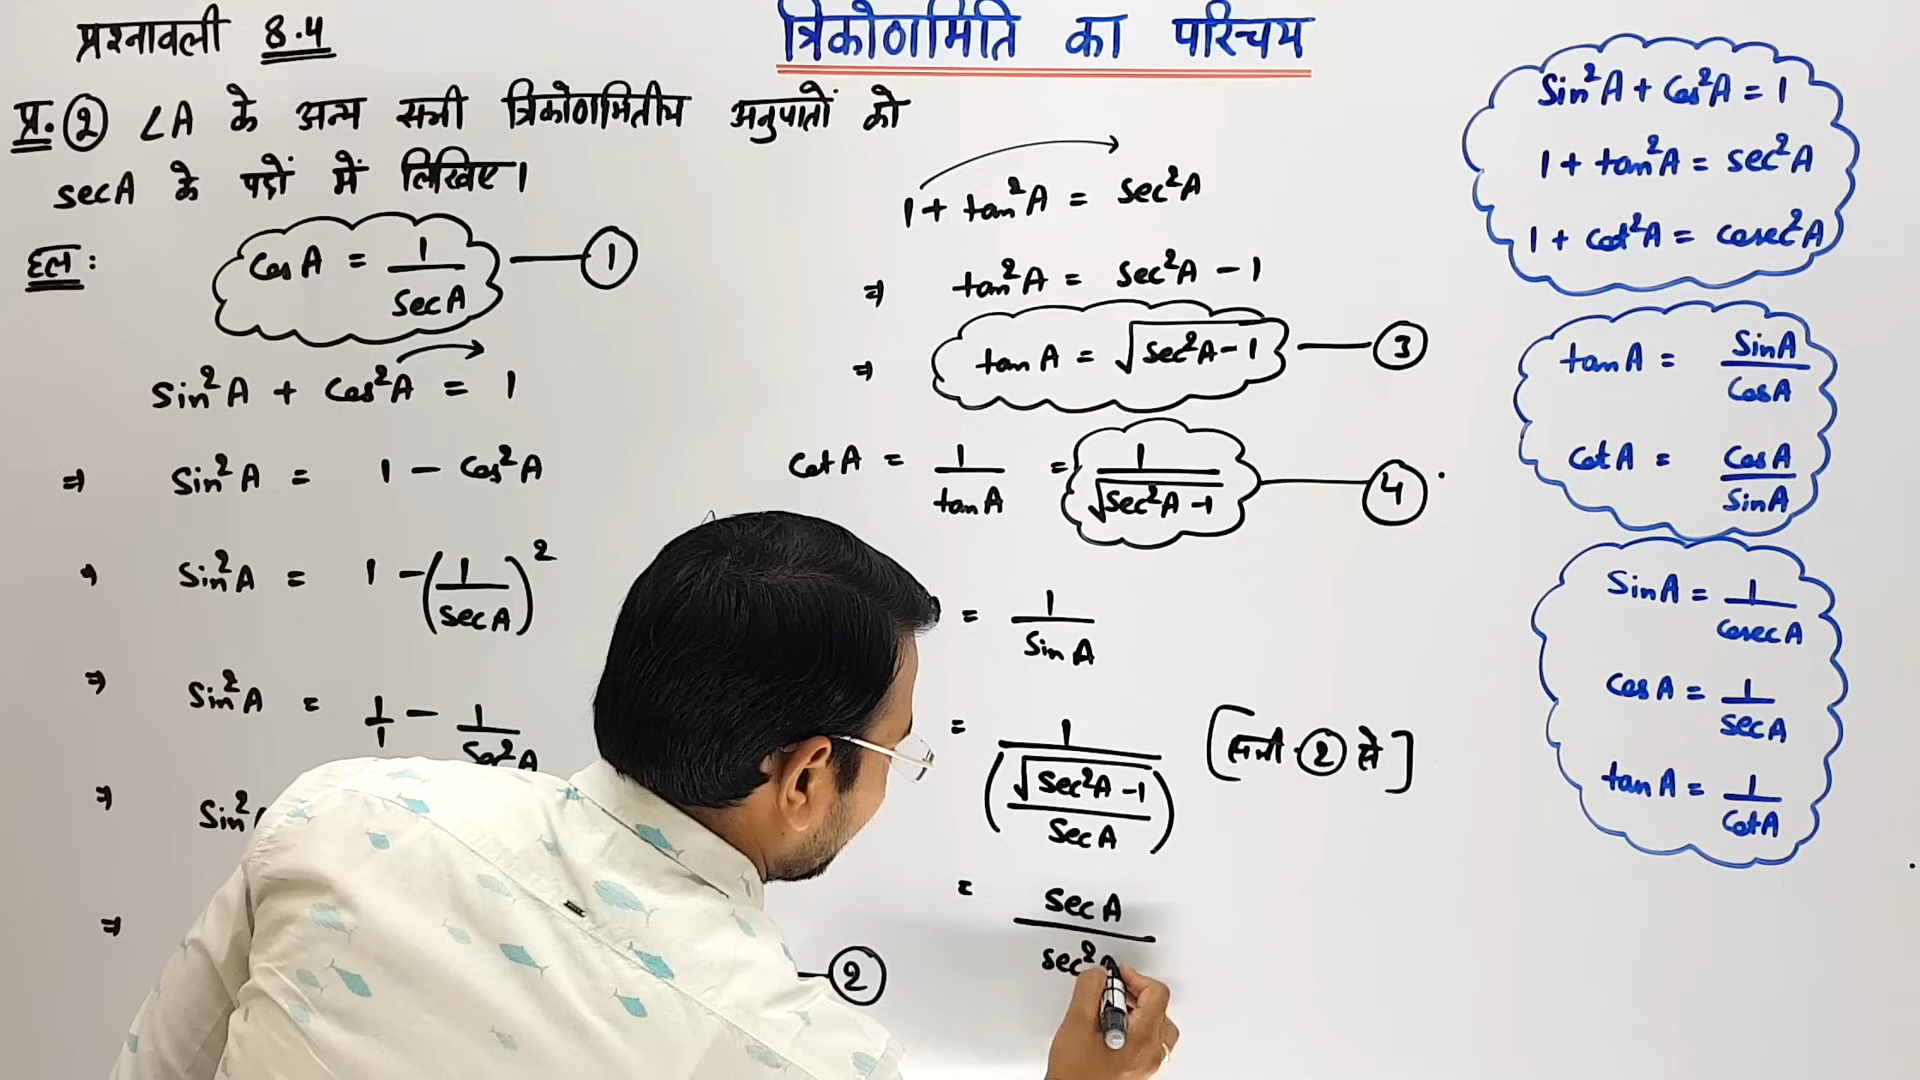 प्रश्नावली 8.4
त्रिकोणमिति का परिचय
प्र. 2 ∠A के अन्य सभी त्रिकोणमितीय अनुपातों को
secA के पदों में लिखिए।
हल :
cosA = 1/secA — 1
sin²A + cos²A = 1
⇒ sin²A = 1 - cos²A
⇒ sin²A = 1 - (1/secA)²
⇒ sin²A = 1/1 - 1/sec²A
⇒ sin²
⇒
2
1 + tan²A = sec²A
⇒ tan²A = sec²A - 1
⇒ tanA = √(sec²A - 1) — 3
cotA = 1/tanA = 1/√(sec²A - 1) — 4
= 1/sinA
= 1/(√(sec²A - 1)/secA) [समी. 2 से]
= secA/sec²A
sin²A + cos²A = 1
1 + tan²A = sec²A
1 + cot²A = cosec²A
tanA = sinA/cosA
cotA = cosA/sinA
sinA = 1/cosecA
cosA = 1/secA
tanA = 1/cotA